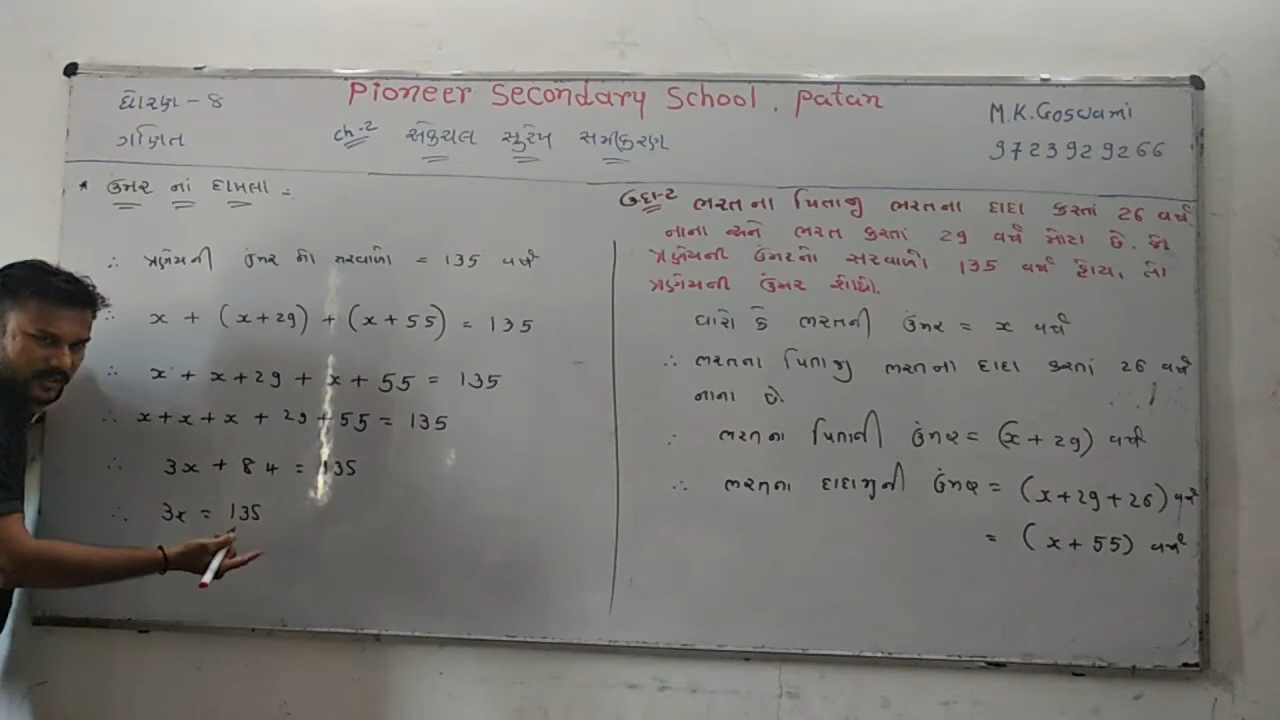 Pioneer Secondary School, Patan
ધોરણ - ૪
ગણિત
ch-2 એકચલ સુરેખ સમીકરણ
M.K.Goswami
9723929266
* ઉંમર નાં દાખલા :-
∴ ત્રણેયની ઉંમર નો સરવાળો = 135 વર્ષ
∴ x + (x+29) + (x+55) = 135
∴ x + x+29 + x + 55 = 135
∴ x+x+x + 29+55 = 135
∴ 3x + 84 = 135
∴ 3x = 135
ઉદા-2 ભરતના પિતાજી ભરતના દાદા કરતાં 26 વર્ષ
નાના અને ભરત કરતાં 29 વર્ષ મોટા છે. જો
ત્રણેયની ઉંમરનો સરવાળો 135 વર્ષ હોય, તો
ત્રણેયની ઉંમર શોધો.
ધારો કે ભરતની ઉંમર = x વર્ષ
∴ ભરતના પિતાજી ભરતના દાદા કરતાં 26 વર્ષ
નાના છે.
∴ ભરતના પિતાની ઉંમર = (x+29) વર્ષ
∴ ભરતના દાદાજીની ઉંમર = (x+29+26) વર્ષ
= (x+55) વર્ષ